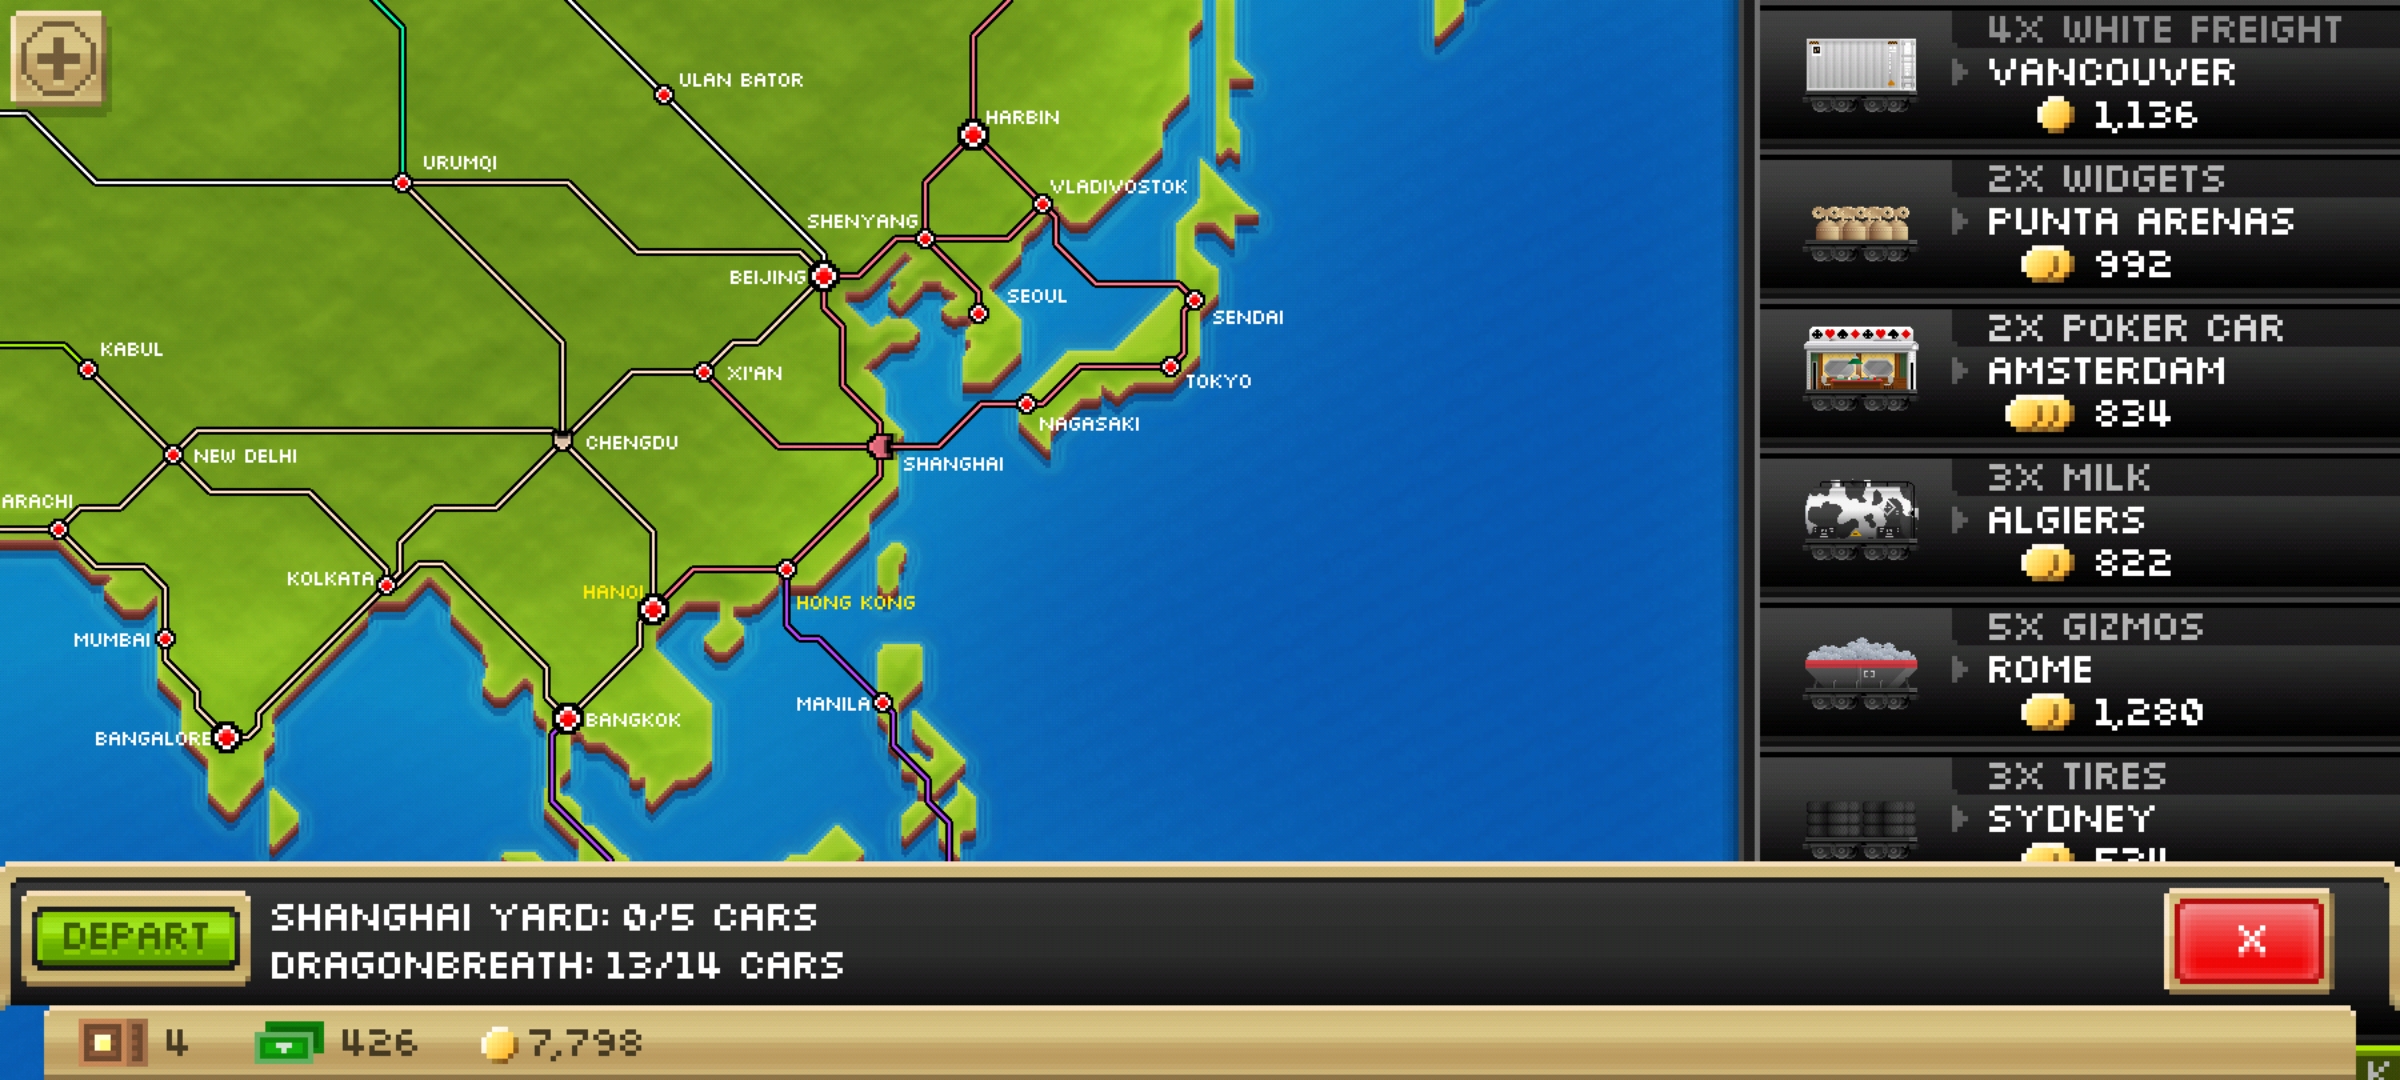 ULAN BATOR
HARBIN
URUMQI
VLADIVOSTOK
SHENYANG
BEIJING
SEOUL
SENDAI
KABUL
XI'AN
TOKYO
NAGASAKI
CHENGDU
NEW DELHI
SHANGHAI
ARACHI
KOLKATA
HANOI
HONG KONG
MUMBAI
MANILA
BANGKOK
BANGALORE
4X WHITE FREIGHT
VANCOUVER
1,136
2X WIDGETS
PUNTA ARENAS
992
2X POKER CAR
AMSTERDAM
834
3X MILK
ALGIERS
822
5X GIZMOS
ROME
1,280
3X TIRES
SYDNEY
DEPART
SHANGHAI YARD: 0/5 CARS
DRAGONBREATH: 13/14 CARS
X
4
426
7,798